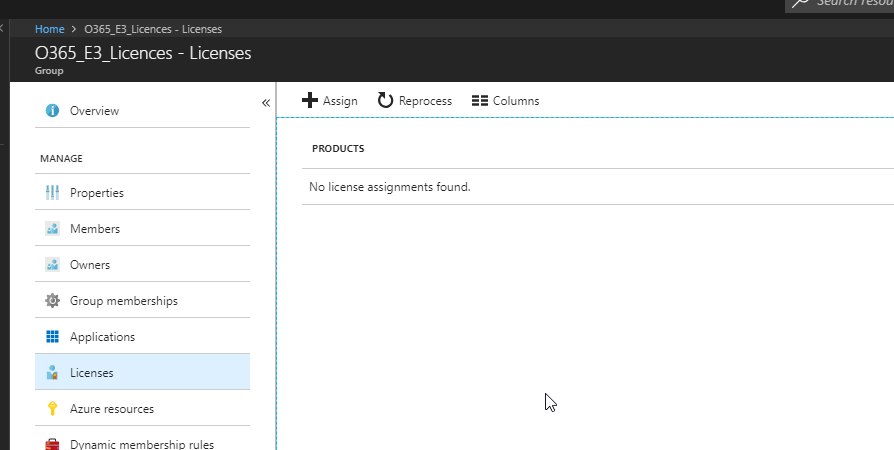 Search resou
Home > O365_E3_Licences - Licenses
O365_E3_Licences - Licenses
Group
Overview
MANAGE
Properties
Members
Owners
Group memberships
Applications
Licenses
Azure resources
Dynamic membership rules
Assign Reprocess Columns
PRODUCTS
No license assignments found.